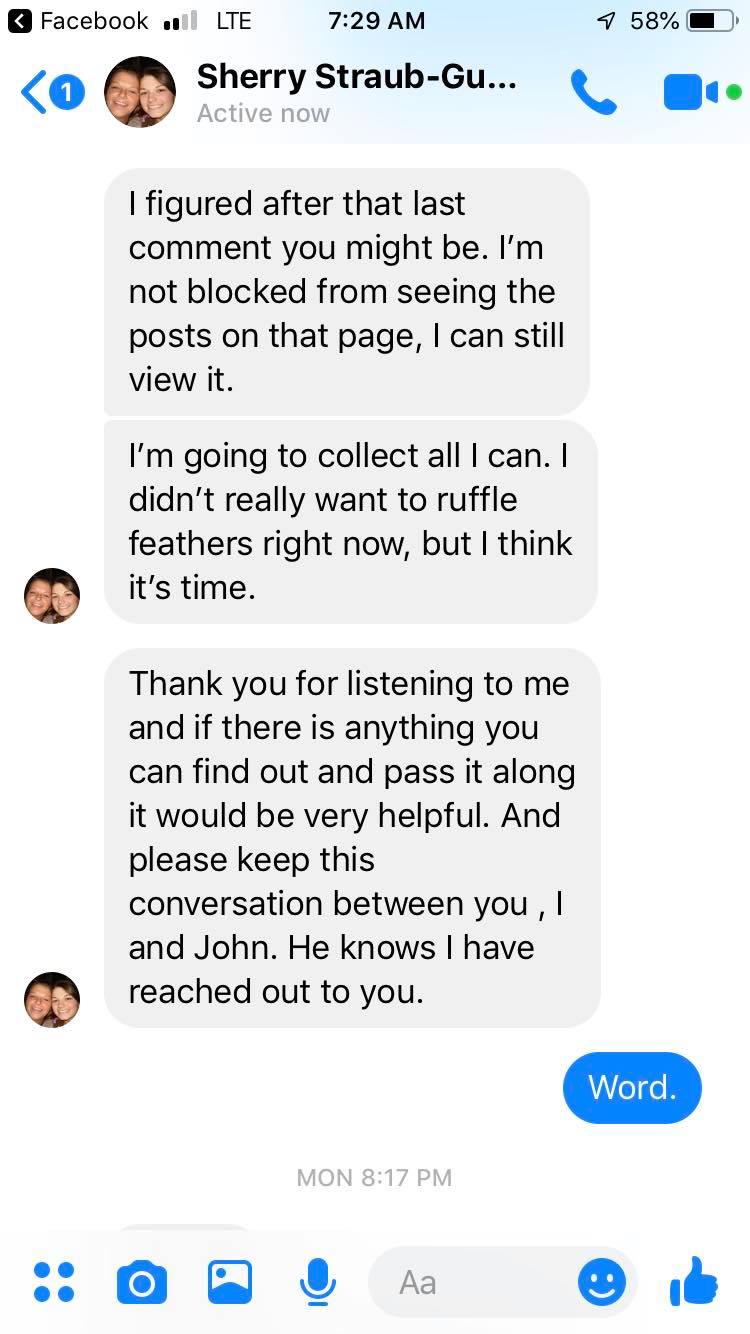 Facebook LTE 7:29 AM 58%
1
Sherry Straub-Gu...
Active now
I figured after that last
comment you might be. I’m
not blocked from seeing the
posts on that page, I can still
view it.
I’m going to collect all I can. I
didn’t really want to ruffle
feathers right now, but I think
it’s time.
Thank you for listening to me
and if there is anything you
can find out and pass it along
it would be very helpful. And
please keep this
conversation between you , I
and John. He knows I have
reached out to you.
Word.
MON 8:17 PM
Aa